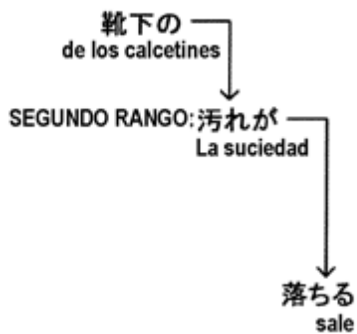 靴下の
de los calcetines
SEGUNDO RANGO: 汚れが
La suciedad
落ちる
sale